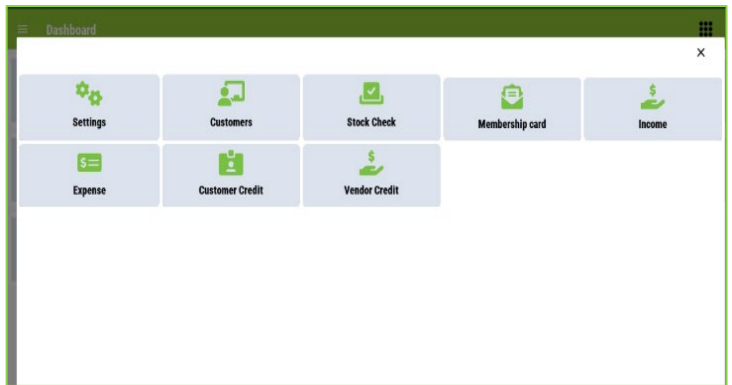 Dashboard
X
Settings
Customers
Stock Check
Membership card
Income
Expense
Customer Credit
Vendor Credit